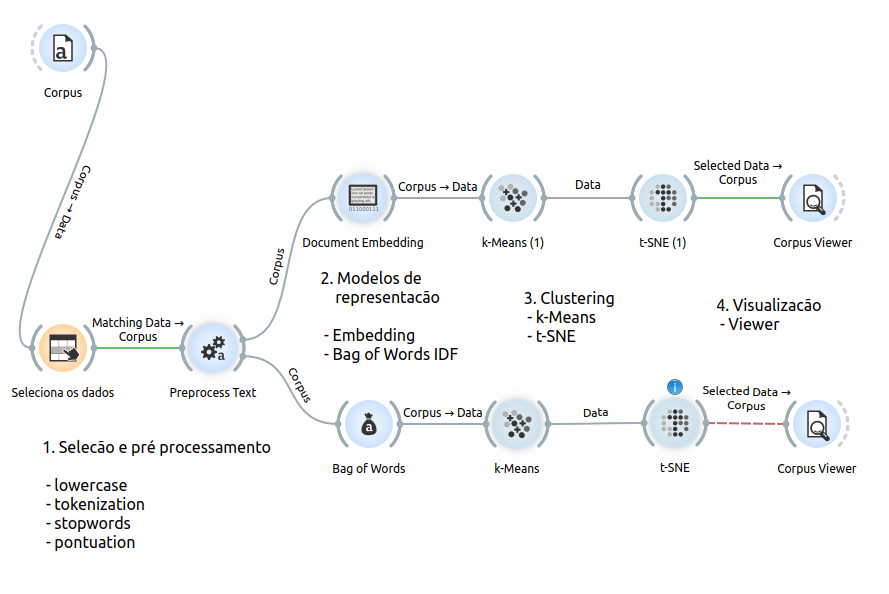 Corpus
Corpus → Data
Seleciona os dados
Matching Data →
Corpus
Preprocess Text
Corpus
Corpus
Document Embedding
Corpus → Data
k-Means (1)
Data
t-SNE (1)
Selected Data →
Corpus
Corpus Viewer
2. Modelos de
representacão
- Embedding
- Bag of Words IDF
3. Clustering
- k-Means
- t-SNE
4. Visualizacão
- Viewer
Bag of Words
Corpus → Data
k-Means
Data
t-SNE
Selected Data →
Corpus
Corpus Viewer
1. Selecão e pré processamento
- lowercase
- tokenization
- stopwords
- pontuation